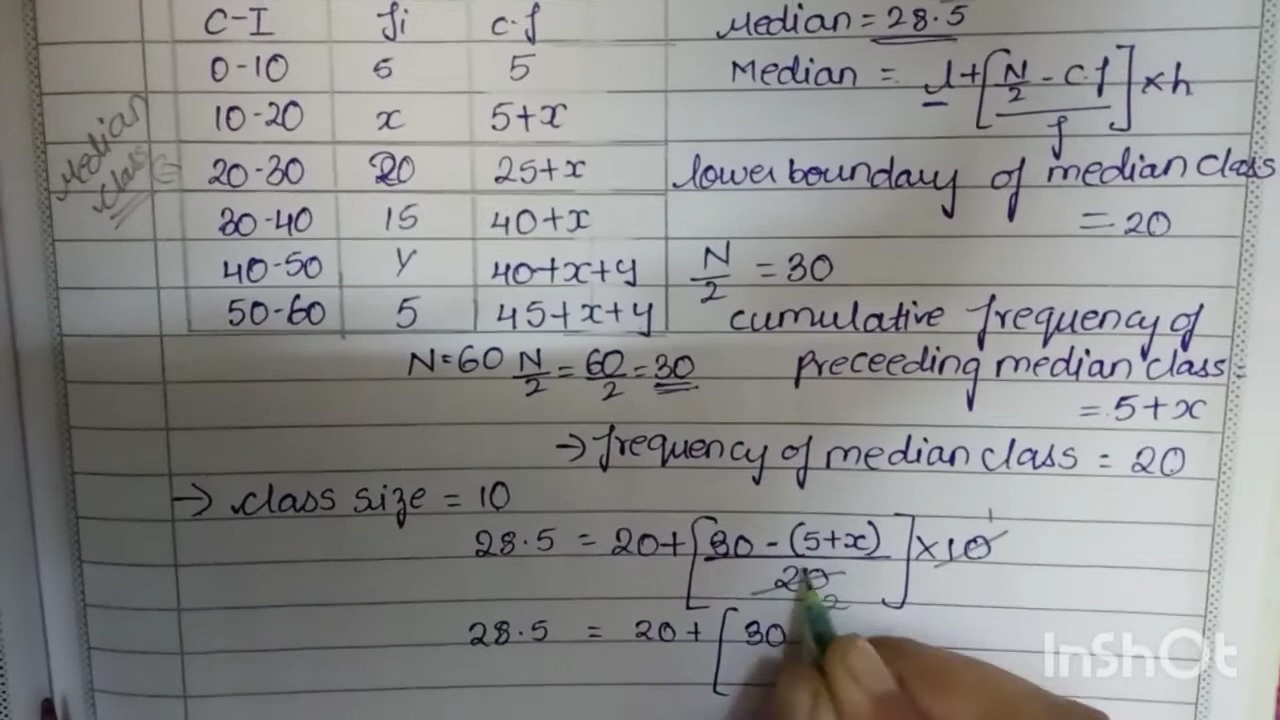 C-I fi c.f
0-10 5 5
10-20 x 5+x
20-30 20 25+x
30-40 15 40+x
40-50 y 40+x+y
50-60 5 45+x+y
Median class
N=60 N/2 = 60/2 = 30
Median = 28.5
Median = l+[N/2 - c.f / f] × h
lower boundary of median class
= 20
N/2 = 30
cumulative frequency of
preceeding median class =
= 5+x
→ frequency of median class = 20
→ class size = 10
28.5 = 20+[30-(5+x) / 20 2] ×10 1
28.5 = 20+[30
InShOt